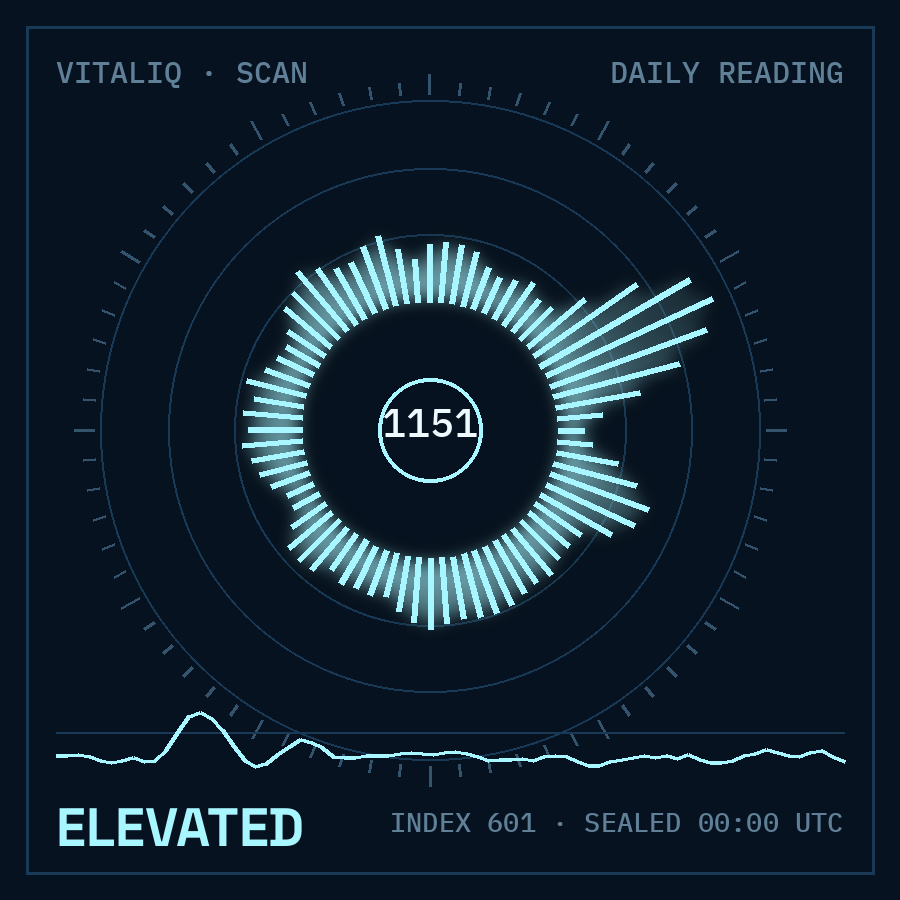 VITALIQ · SCAN
DAILY READING
1151
ELEVATED
INDEX 601 · SEALED 00:00 UTC